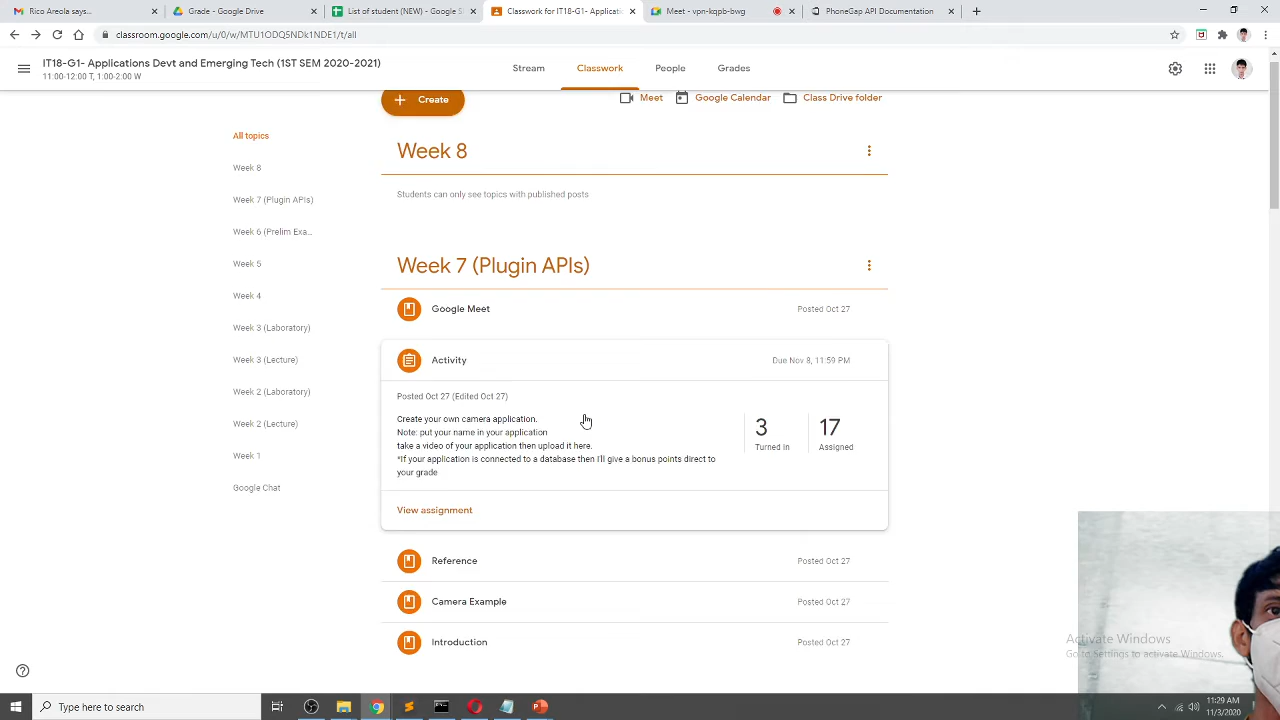 Rico Areola says...
Grade - Google Drive
List of student (NEW) - Google S
Classwork IT18-G1- Applications
Meet - vpn-kqgt-wxx
PhoneGap API Documentation
classroom.google.com/u/0/w/MTU1ODQ5NDk1NDE1/t/all
IT18-G1- Applications Devt and Emerging Tech (1ST SEM 2020-2021)
11:00-12:00 T, 1:00-2:00 W
Stream
Classwork
People
Grades
Create
Meet
Google Calendar
Class Drive folder
All topics
Week 8
Week 7 (Plugin APIs)
Week 6 (Prelim Exa...
Week 5
Week 4
Week 3 (Laboratory)
Week 3 (Lecture)
Week 2 (Laboratory)
Week 2 (Lecture)
Week 1
Google Chat
Week 8
Students can only see topics with published posts
Week 7 (Plugin APIs)
Google Meet
Posted Oct 27
Activity
Due Nov 8, 11:59 PM
Posted Oct 27 (Edited Oct 27)
Create your own camera application.
Note: put your name in your application
take a video of your application then upload it here.
*If your application is connected to a database then I'll give a bonus points direct to
your grade
3
Turned In
17
Assigned
View assignment
Reference
Posted Oct 27
Camera Example
Posted Oct 27
Introduction
Posted Oct 27
Activate Windows
Go to Settings to activate Windows.
Type here to search
11:29 AM
11/3/2020